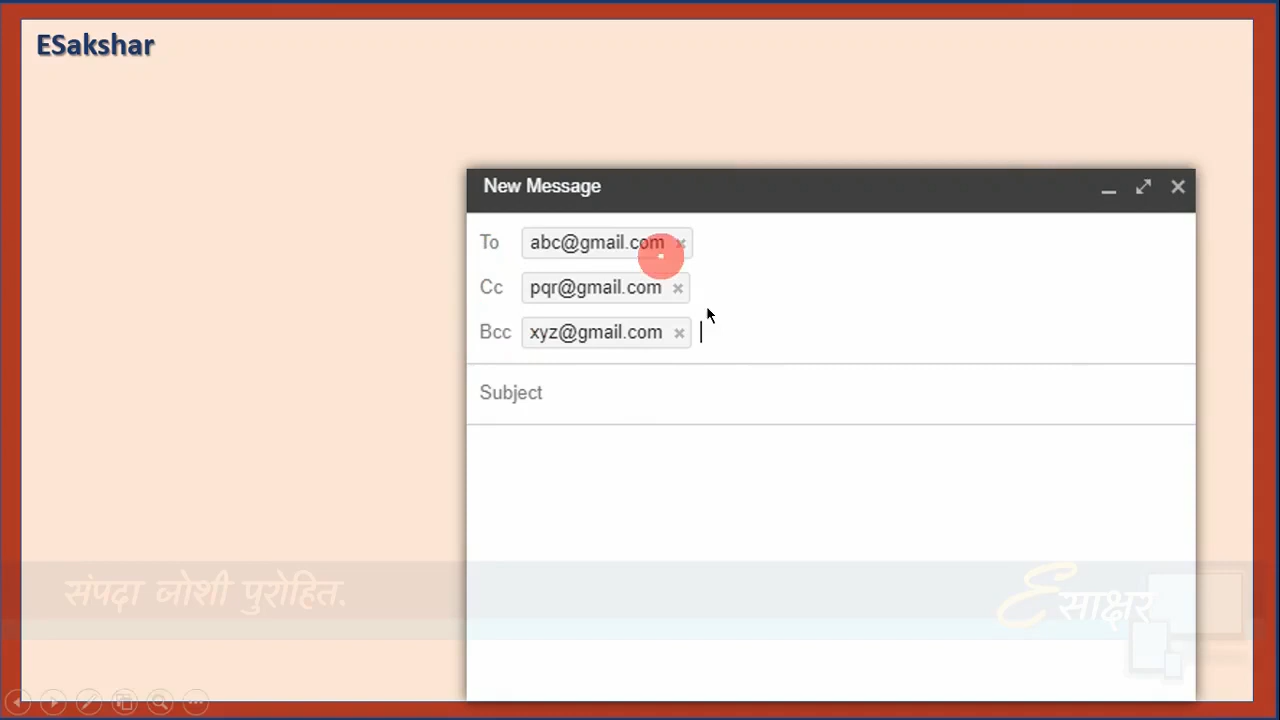 ESakshar
New Message
To abc@gmail.com
Cc pqr@gmail.com
Bcc xyz@gmail.com
Subject
संपदा जोशी पुरोहित.
Eसाक्षर